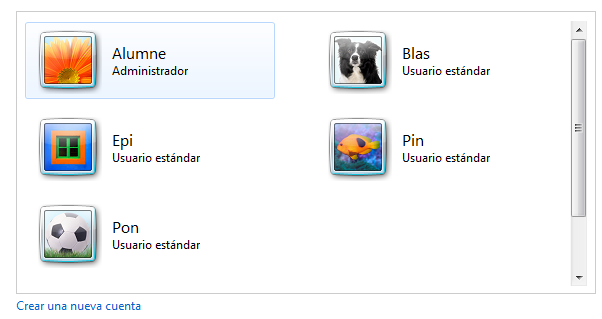 Alumne
Administrador
Blas
Usuario estándar
Epi
Usuario estándar
Pin
Usuario estándar
Pon
Usuario estándar
Crear una nueva cuenta